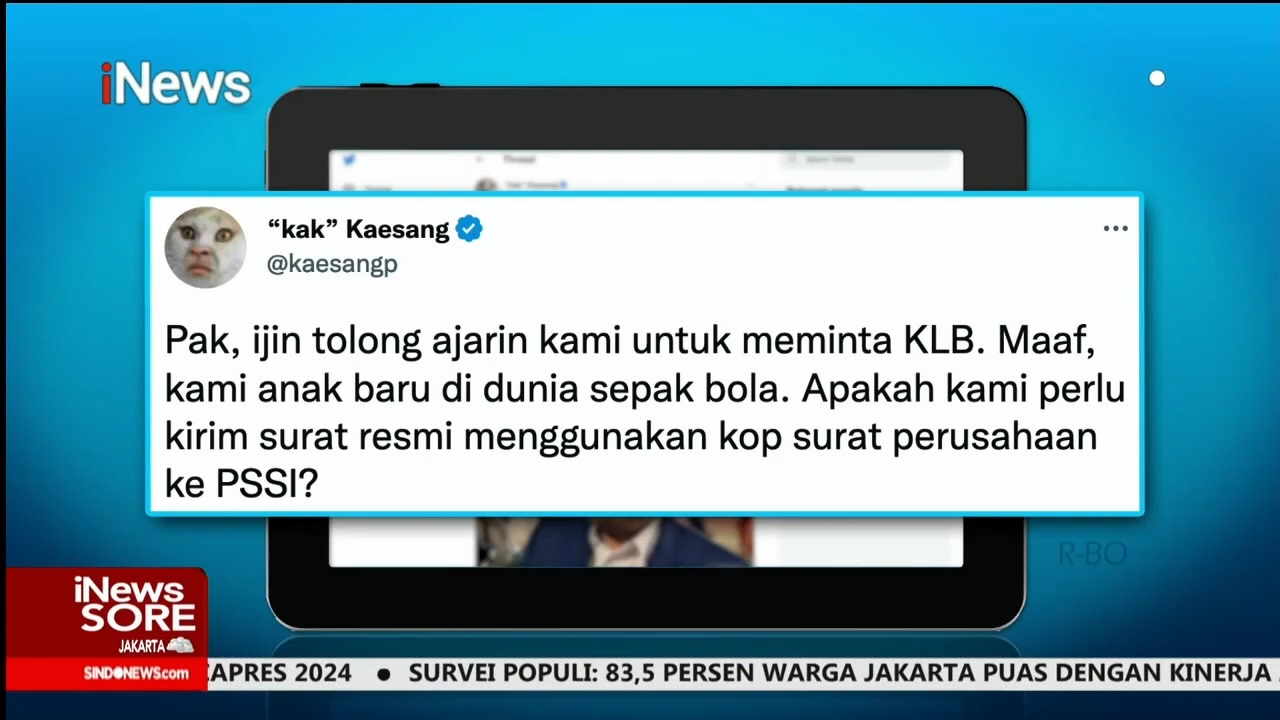 iNews
Thread
“kak” Kaesang
@kaesangp
Pak, ijin tolong ajarin kami untuk meminta KLB. Maaf,
kami anak baru di dunia sepak bola. Apakah kami perlu
kirim surat resmi menggunakan kop surat perusahaan
ke PSSI?
R-BO
iNews
SORE
JAKARTA
SINDONEWS.com
CAPRES 2024 ● SURVEI POPULI: 83,5 PERSEN WARGA JAKARTA PUAS DENGAN KINERJA